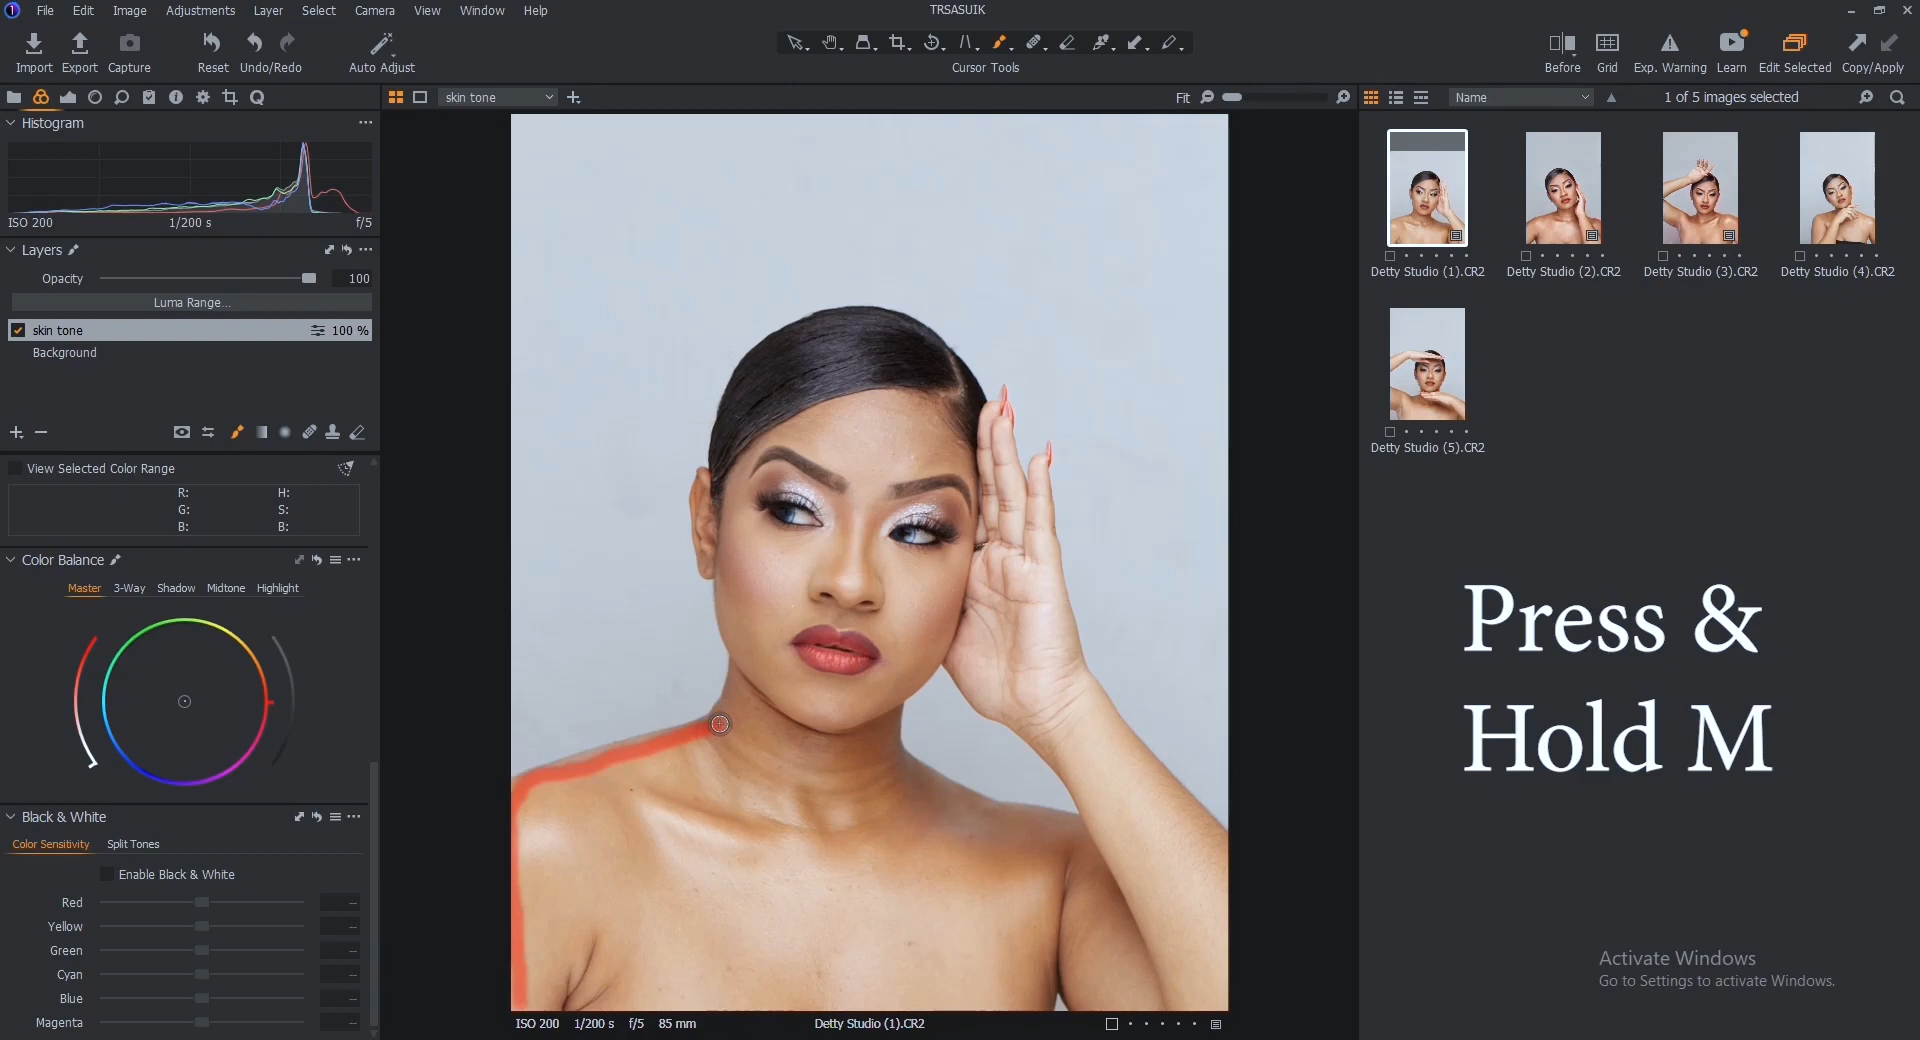 File Edit Image Adjustments Layer Select Camera View Window Help
TRSASUIK
Import Export Capture Reset Undo/Redo Auto Adjust
Cursor Tools
Before Grid Exp. Warning Learn Edit Selected Copy/Apply
skin tone
Fit
Name
1 of 5 images selected
Histogram
ISO 200 1/200 s f/5
Layers
Opacity 100
Luma Range...
skin tone 100 %
Background
View Selected Color Range
R: H:
G: S:
B: B:
Color Balance
Master 3-Way Shadow Midtone Highlight
Black & White
Color Sensitivity Split Tones
Enable Black & White
Red --
Yellow --
Green --
Cyan --
Blue --
Magenta --
ISO 200 1/200 s f/5 85 mm
Detty Studio (1).CR2
Detty Studio (1).CR2 Detty Studio (2).CR2 Detty Studio (3).CR2 Detty Studio (4).CR2
Detty Studio (5).CR2
Press &
Hold M
Activate Windows
Go to Settings to activate Windows.